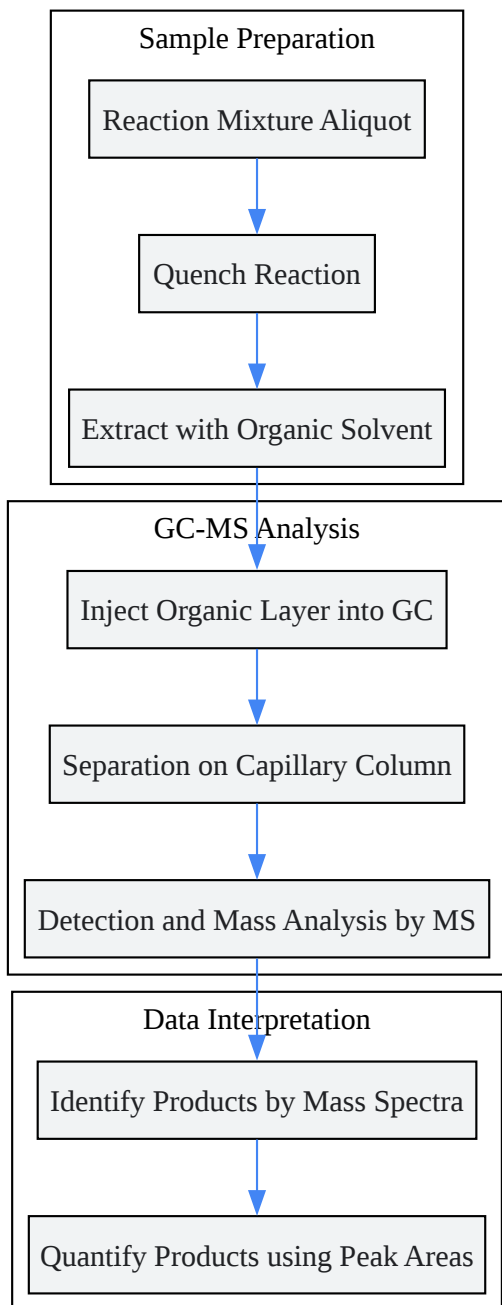 Sample Preparation
Reaction Mixture Aliquot
Quench Reaction
Extract with Organic Solvent
GC-MS Analysis
Inject Organic Layer into GC
Separation on Capillary Column
Detection and Mass Analysis by MS
Data Interpretation
Identify Products by Mass Spectra
Quantify Products using Peak Areas